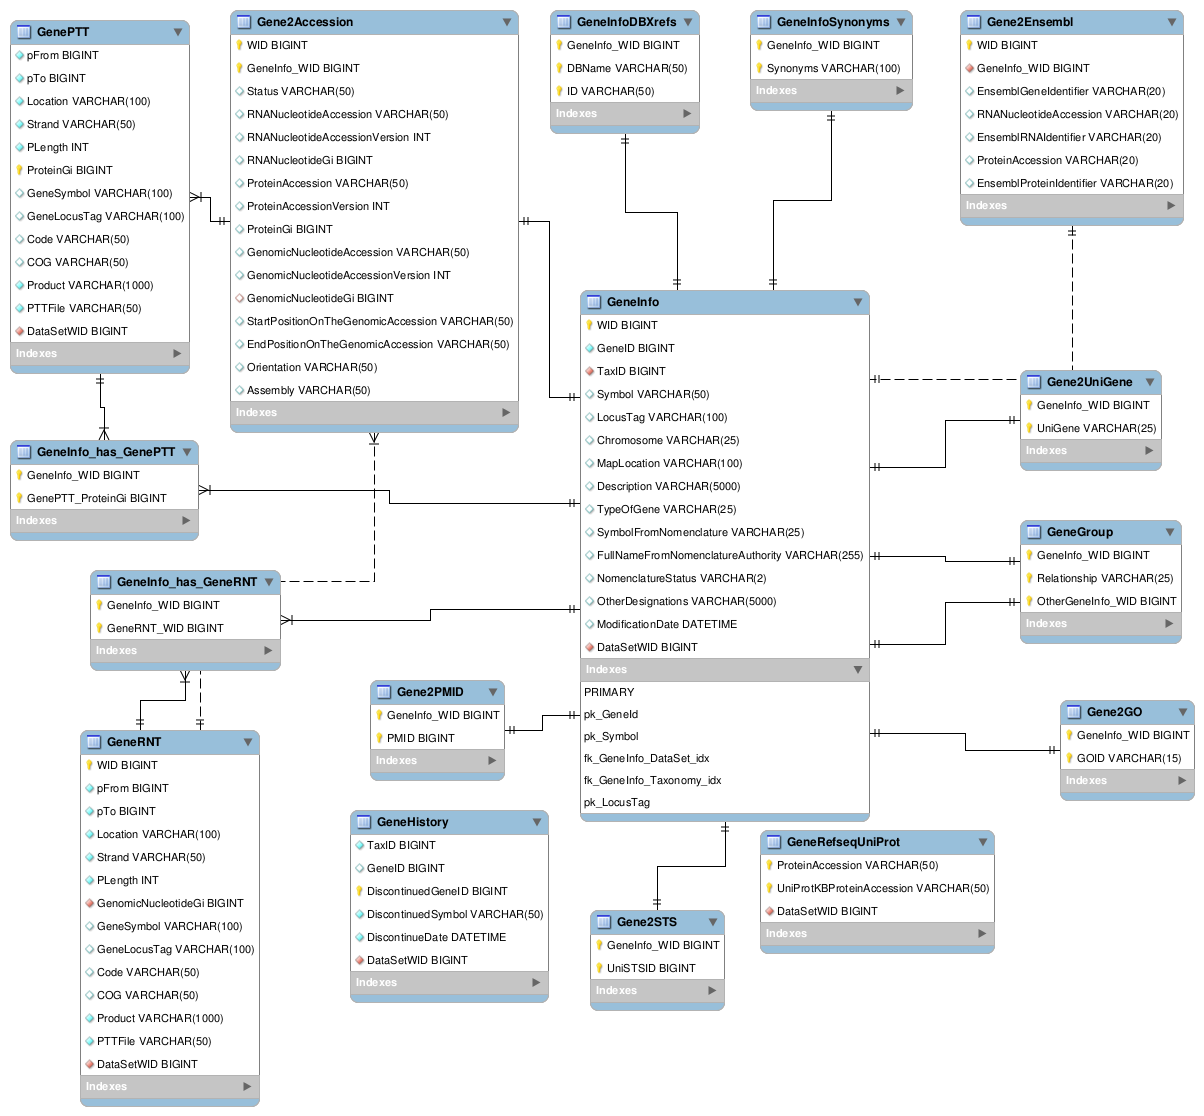 GenePTT
pFrom BIGINT
pTo BIGINT
Location VARCHAR(100)
Strand VARCHAR(50)
PLength INT
ProteinGi BIGINT
GeneSymbol VARCHAR(100)
GeneLocusTag VARCHAR(100)
Code VARCHAR(50)
COG VARCHAR(50)
Product VARCHAR(1000)
PTTFile VARCHAR(50)
DataSetWID BIGINT
Indexes
Gene2Accession
WID BIGINT
GeneInfo_WID BIGINT
Status VARCHAR(50)
RNANucleotideAccession VARCHAR(50)
RNANucleotideAccessionVersion INT
RNANucleotideGi BIGINT
ProteinAccession VARCHAR(50)
ProteinAccessionVersion INT
ProteinGi BIGINT
GenomicNucleotideAccession VARCHAR(50)
GenomicNucleotideAccessionVersion INT
GenomicNucleotideGi BIGINT
StartPositionOnTheGenomicAccession VARCHAR(50)
EndPositionOnTheGenomicAccession VARCHAR(50)
Orientation VARCHAR(50)
Assembly VARCHAR(50)
Indexes
GeneInfoDBXrefs
GeneInfo_WID BIGINT
DBName VARCHAR(50)
ID VARCHAR(50)
Indexes
GeneInfoSynonyms
GeneInfo_WID BIGINT
Synonyms VARCHAR(100)
Indexes
Gene2Ensembl
WID BIGINT
GeneInfo_WID BIGINT
EnsemblGeneIdentifier VARCHAR(20)
RNANucleotideAccession VARCHAR(20)
EnsemblRNAIdentifier VARCHAR(20)
ProteinAccession VARCHAR(20)
EnsemblProteinIdentifier VARCHAR(20)
Indexes
GeneInfo
WID BIGINT
GeneID BIGINT
TaxID BIGINT
Symbol VARCHAR(50)
LocusTag VARCHAR(100)
Chromosome VARCHAR(25)
MapLocation VARCHAR(100)
Description VARCHAR(5000)
TypeOfGene VARCHAR(25)
SymbolFromNomenclature VARCHAR(25)
FullNameFromNomenclatureAuthority VARCHAR(255)
NomenclatureStatus VARCHAR(2)
OtherDesignations VARCHAR(5000)
ModificationDate DATETIME
DataSetWID BIGINT
Indexes
PRIMARY
pk_GeneId
pk_Symbol
fk_GeneInfo_DataSet_idx
fk_GeneInfo_Taxonomy_idx
pk_LocusTag
Gene2UniGene
GeneInfo_WID BIGINT
UniGene VARCHAR(25)
Indexes
GeneInfo_has_GenePTT
GeneInfo_WID BIGINT
GenePTT_ProteinGi BIGINT
Indexes
GeneGroup
GeneInfo_WID BIGINT
Relationship VARCHAR(25)
OtherGeneInfo_WID BIGINT
Indexes
GeneInfo_has_GeneRNT
GeneInfo_WID BIGINT
GeneRNT_WID BIGINT
Indexes
Gene2PMID
GeneInfo_WID BIGINT
PMID BIGINT
Indexes
Gene2GO
GeneInfo_WID BIGINT
GOID VARCHAR(15)
Indexes
GeneRNT
WID BIGINT
pFrom BIGINT
pTo BIGINT
Location VARCHAR(100)
Strand VARCHAR(50)
PLength INT
GenomicNucleotideGi BIGINT
GeneSymbol VARCHAR(100)
GeneLocusTag VARCHAR(100)
Code VARCHAR(50)
COG VARCHAR(50)
Product VARCHAR(1000)
PTTFile VARCHAR(50)
DataSetWID BIGINT
Indexes
GeneHistory
TaxID BIGINT
GeneID BIGINT
DiscontinuedGeneID BIGINT
DiscontinuedSymbol VARCHAR(50)
DiscontinueDate DATETIME
DataSetWID BIGINT
Indexes
GeneRefseqUniProt
ProteinAccession VARCHAR(50)
UniProtKBProteinAccession VARCHAR(50)
DataSetWID BIGINT
Indexes
Gene2STS
GeneInfo_WID BIGINT
UniSTSID BIGINT
Indexes